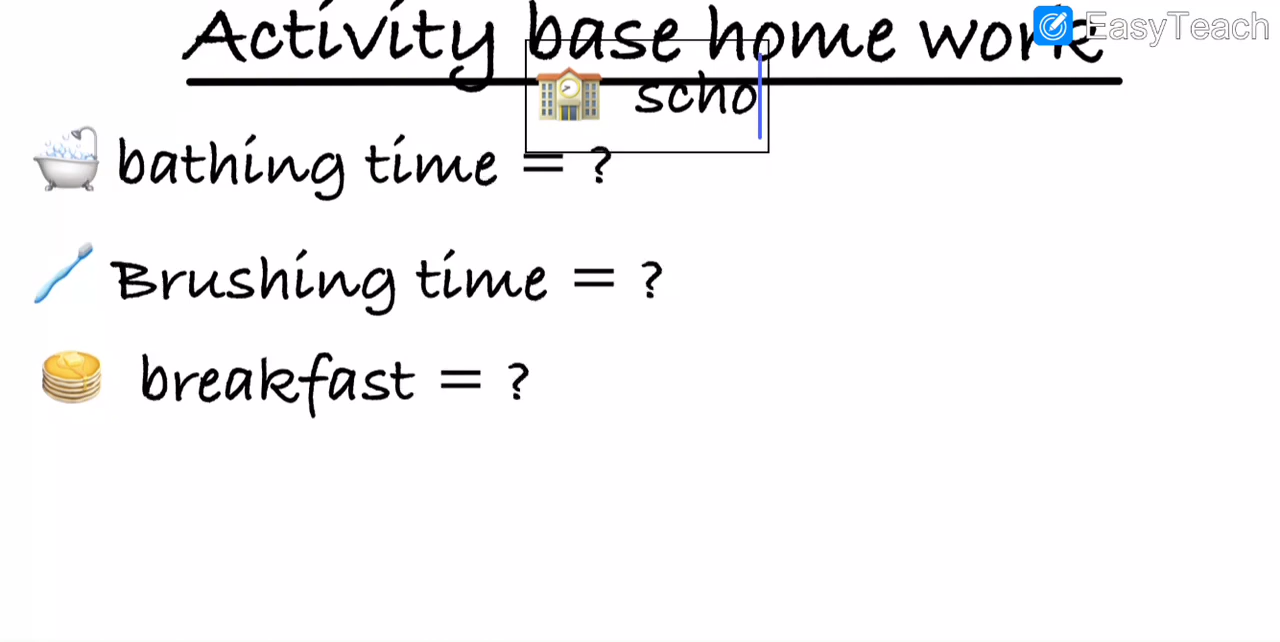 Activity base home work
EasyTeach
scho
bathing time = ?
Brushing time = ?
breakfast = ?